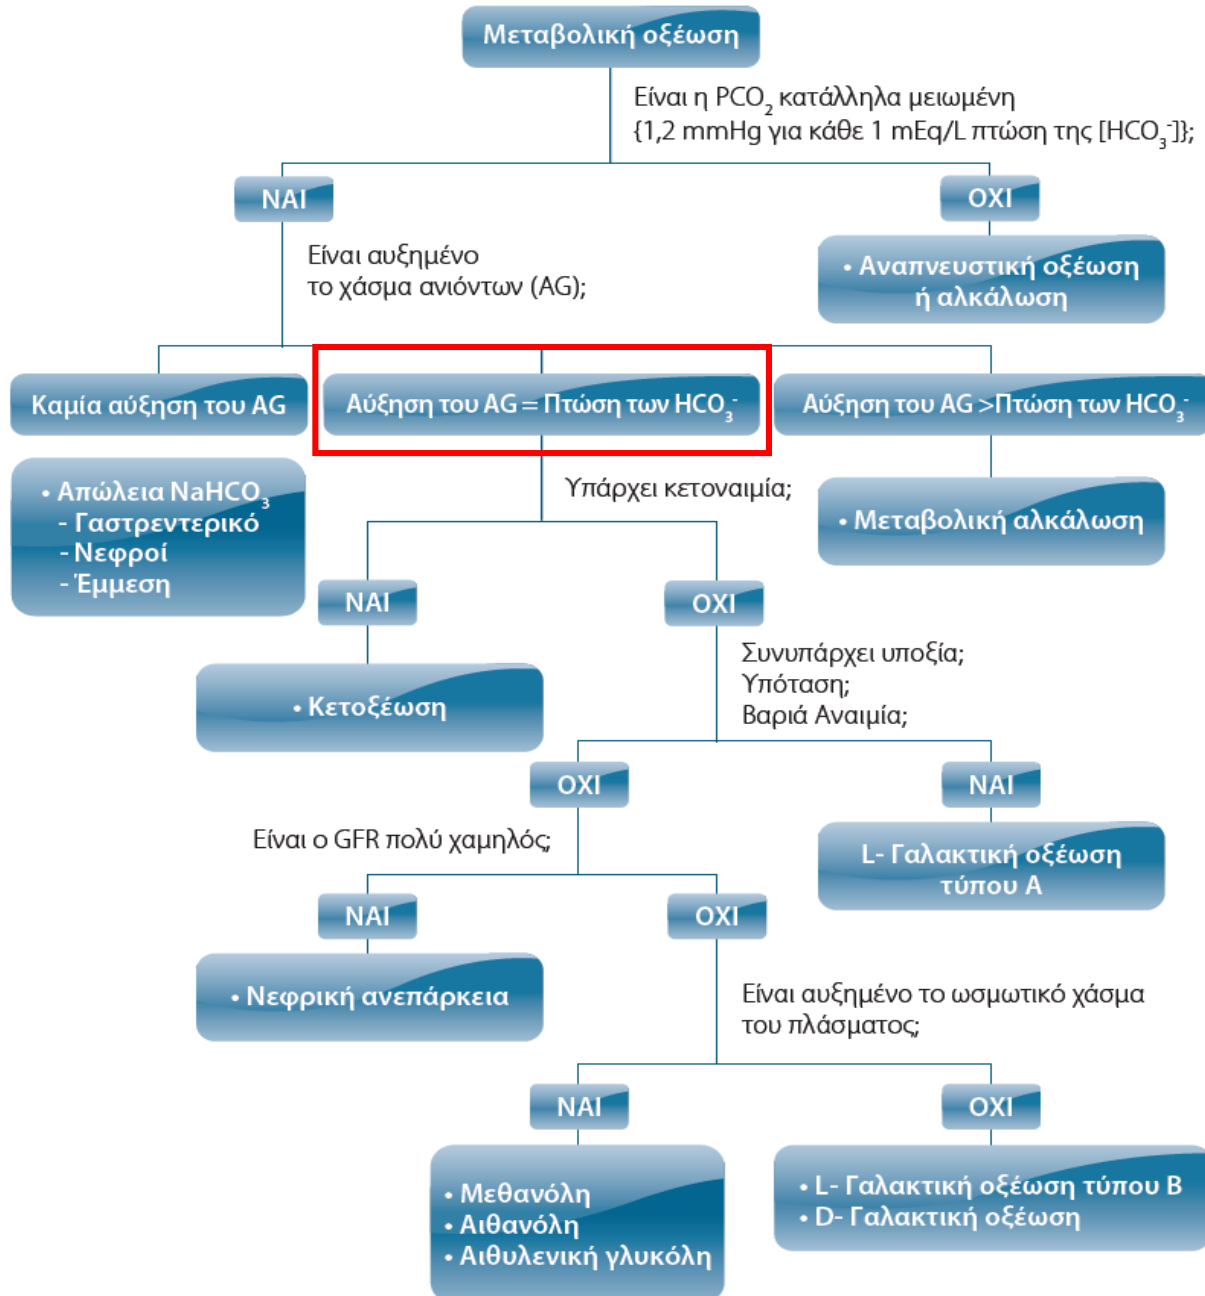 Μεταβολική οξέωση
Είναι η PCO₂ κατάλληλα μειωμένη
{1,2 mmHg για κάθε 1 mEq/L πτώση της [HCO₃⁻]};
ΝΑΙ
ΟΧΙ
Είναι αυξημένο
το χάσμα ανιόντων (AG);
• Αναπνευστική οξέωση
ή αλκάλωση
Καμία αύξηση του AG
Αύξηση του AG = Πτώση των HCO₃⁻
Αύξηση του AG >Πτώση των HCO₃⁻
• Απώλεια NaHCO₃
- Γαστρεντερικό
- Νεφροί
- Έμμεση
Υπάρχει κετοναιμία;
• Μεταβολική αλκάλωση
ΝΑΙ
ΟΧΙ
• Κετοξέωση
Συνυπάρχει υποξία;
Υπόταση;
Βαριά Αναιμία;
ΟΧΙ
ΝΑΙ
Είναι ο GFR πολύ χαμηλός;
L- Γαλακτική οξέωση
τύπου Α
ΝΑΙ
ΟΧΙ
• Νεφρική ανεπάρκεια
Είναι αυξημένο το ωσμωτικό χάσμα
του πλάσματος;
ΝΑΙ
ΟΧΙ
• Μεθανόλη
• Αιθανόλη
• Αιθυλενική γλυκόλη
• L- Γαλακτική οξέωση τύπου Β
• D- Γαλακτική οξέωση